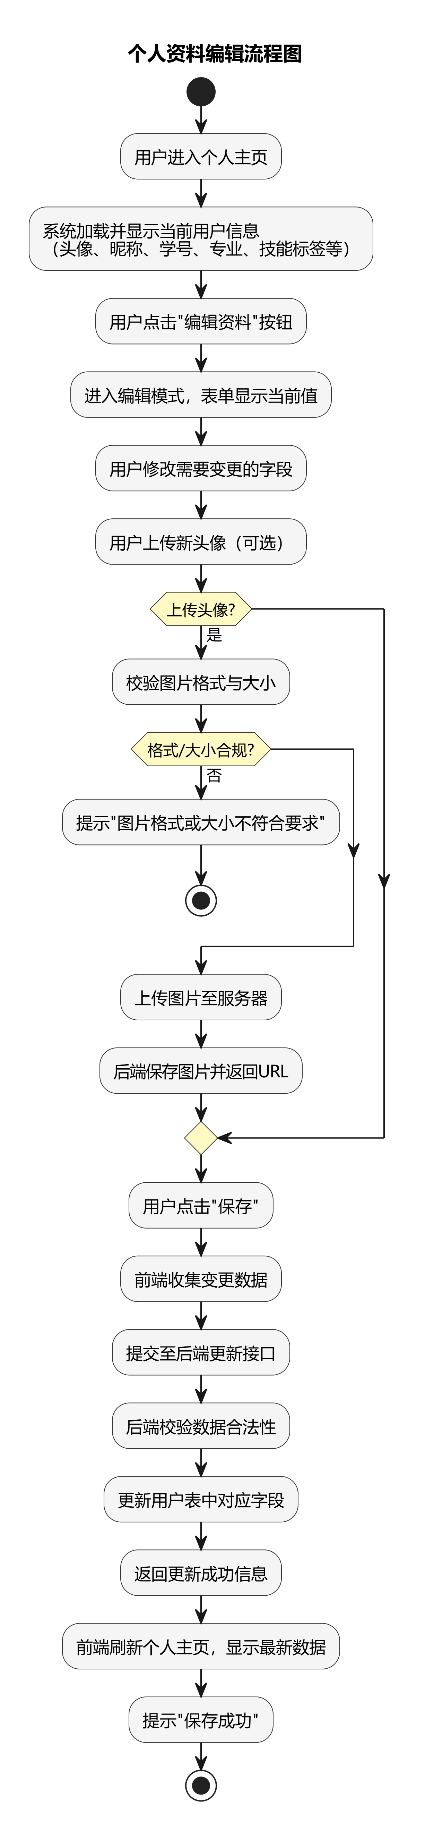 个人资料编辑流程图
用户进入个人主页
系统加载并显示当前用户信息
（头像、昵称、学号、专业、技能标签等）
用户点击"编辑资料"按钮
进入编辑模式，表单显示当前值
用户修改需要变更的字段
用户上传新头像（可选）
上传头像?
是
校验图片格式与大小
格式/大小合规?
否
提示"图片格式或大小不符合要求"
上传图片至服务器
后端保存图片并返回URL
用户点击"保存"
前端收集变更数据
提交至后端更新接口
后端校验数据合法性
更新用户表中对应字段
返回更新成功信息
前端刷新个人主页，显示最新数据
提示"保存成功"